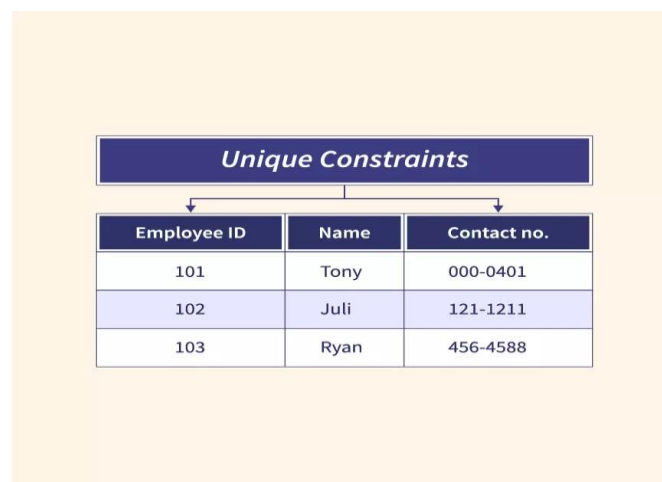 Unique Constraints
Employee ID Name Contact no.
101 Tony 000-0401
102 Juli 121-1211
103 Ryan 456-4588